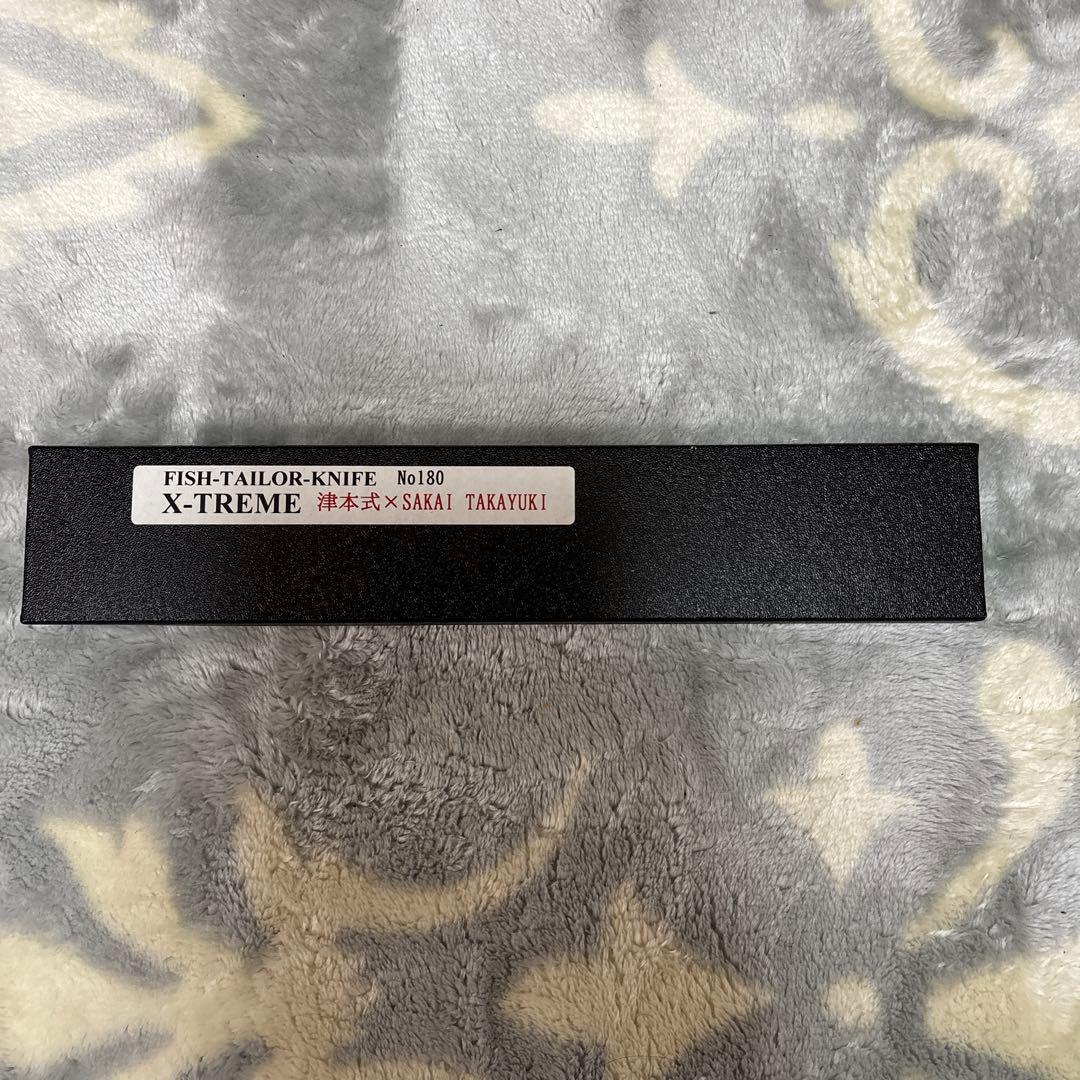 FISH-TAILOR-KNIFE No180
X-TREME 津本式×SAKAI TAKAYUKI